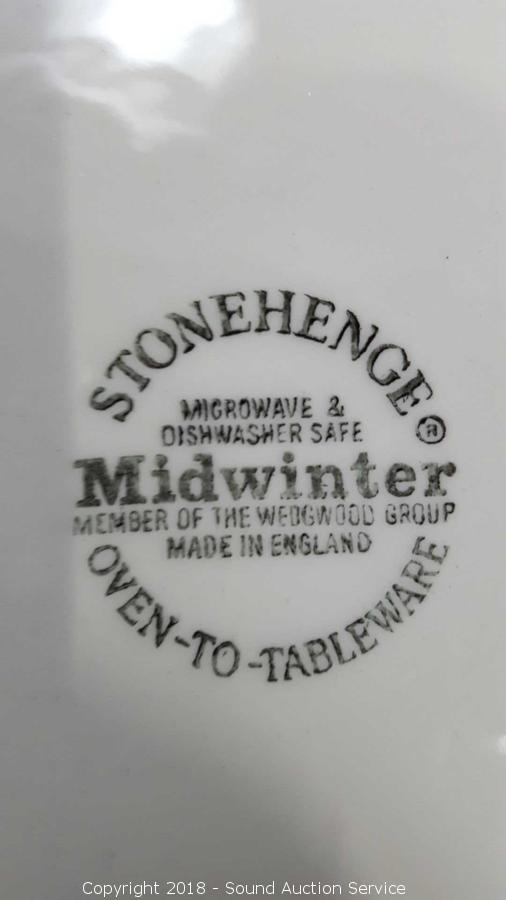 STONEHENGE®
MICROWAVE &
DISHWASHER SAFE
Midwinter
MEMBER OF THE WEDGWOOD GROUP
MADE IN ENGLAND
OVEN-TO-TABLEWARE
Copyright 2018 - Sound Auction Service